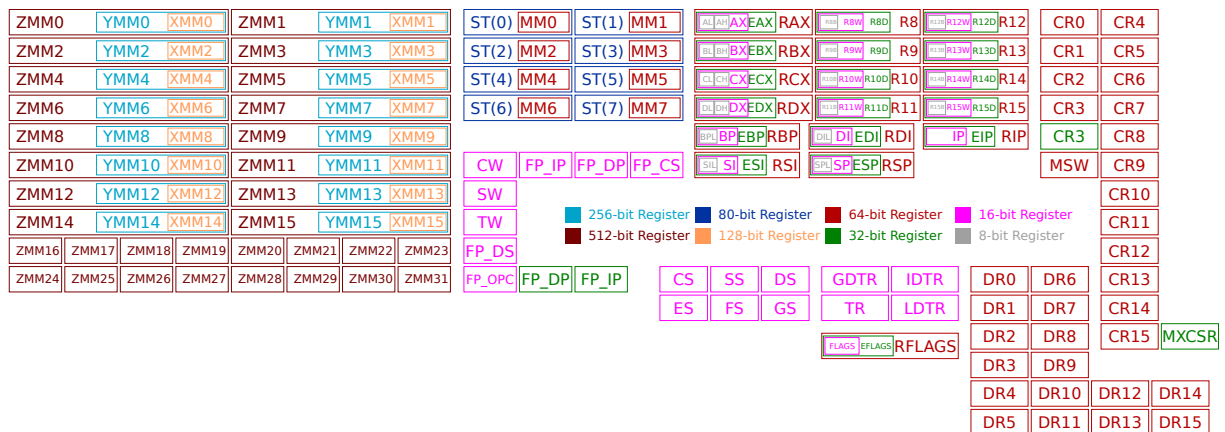 ZMM0 YMM0 XMM0 ZMM1 YMM1 XMM1 ST(0) MM0 ST(1) MM1 AL AH AX EAX RAX R8B R8W R8D R8 R12B R12W R12D R12 CR0 CR4
ZMM2 YMM2 XMM2 ZMM3 YMM3 XMM3 ST(2) MM2 ST(3) MM3 BL BH BX EBX RBX R9B R9W R9D R9 R13B R13W R13D R13 CR1 CR5
ZMM4 YMM4 XMM4 ZMM5 YMM5 XMM5 ST(4) MM4 ST(5) MM5 CL CH CX ECX RCX R10B R10W R10D R10 R14B R14W R14D R14 CR2 CR6
ZMM6 YMM6 XMM6 ZMM7 YMM7 XMM7 ST(6) MM6 ST(7) MM7 DL DH DX EDX RDX R11B R11W R11D R11 R15B R15W R15D R15 CR3 CR7
ZMM8 YMM8 XMM8 ZMM9 YMM9 XMM9 BPL BP EBP RBP DIL DI EDI RDI IP EIP RIP CR3 CR8
ZMM10 YMM10 XMM10 ZMM11 YMM11 XMM11 CW FP_IP FP_DP FP_CS SIL SI ESI RSI SPL SP ESP RSP MSW CR9
ZMM12 YMM12 XMM12 ZMM13 YMM13 XMM13 SW CR10
ZMM14 YMM14 XMM14 ZMM15 YMM15 XMM15 TW 256-bit Register 80-bit Register 64-bit Register 16-bit Register CR11
512-bit Register 128-bit Register 32-bit Register 8-bit Register
ZMM16 ZMM17 ZMM18 ZMM19 ZMM20 ZMM21 ZMM22 ZMM23 FP_DS CR12
ZMM24 ZMM25 ZMM26 ZMM27 ZMM28 ZMM29 ZMM30 ZMM31 FP_OPC FP_DP FP_IP CS SS DS GDTR IDTR DR0 DR6 CR13
ES FS GS TR LDTR DR1 DR7 CR14
FLAGS EFLAGS RFLAGS DR2 DR8 CR15 MXCSR
DR3 DR9
DR4 DR10 DR12 DR14
DR5 DR11 DR13 DR15